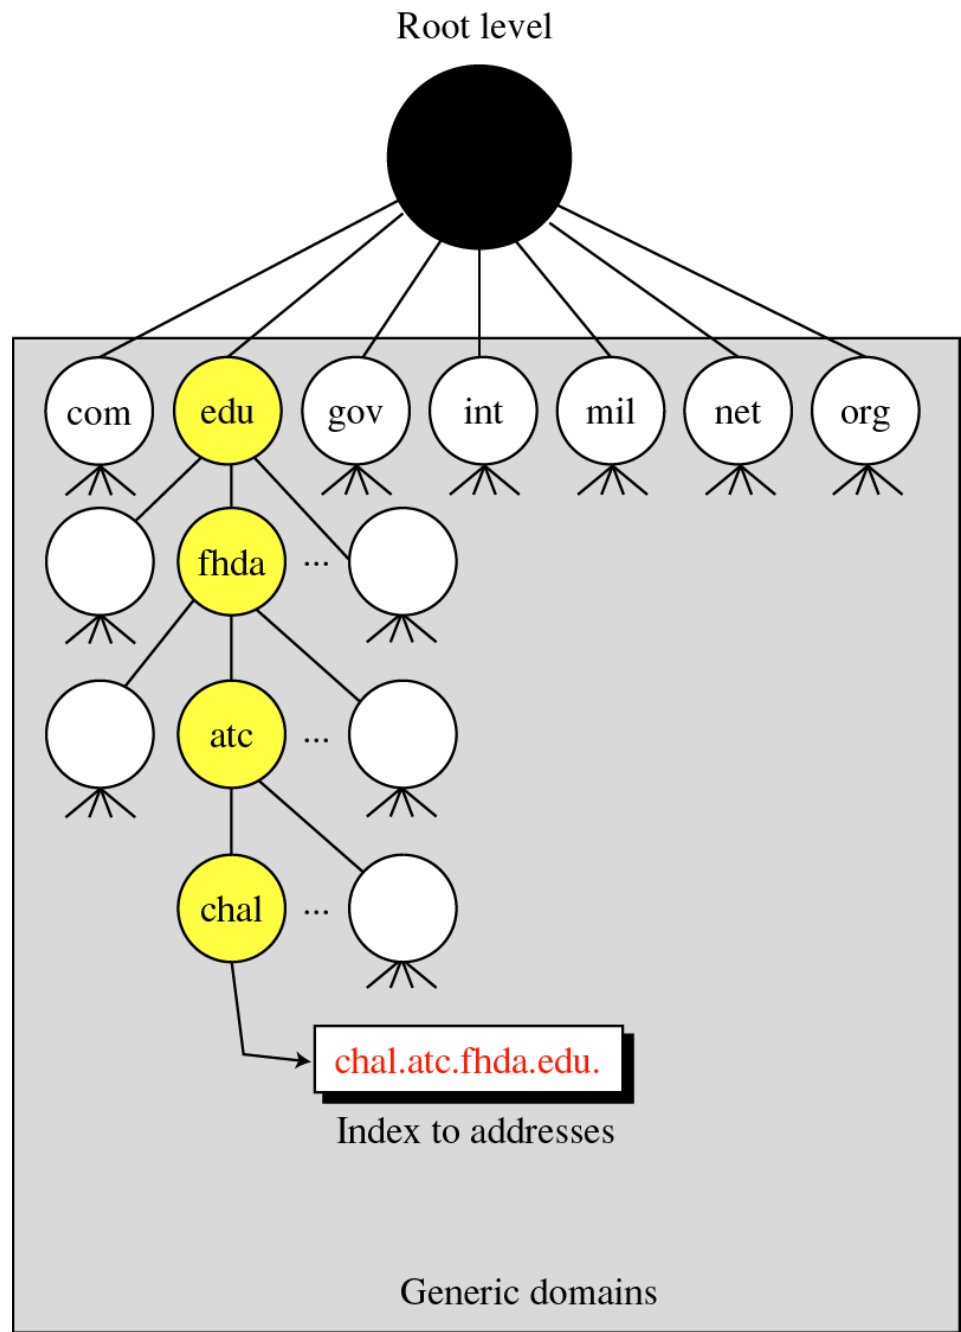 Root level
com edu gov int mil net org
fhda ...
atc ...
chal ...
chal.atc.fhda.edu.
Index to addresses
Generic domains